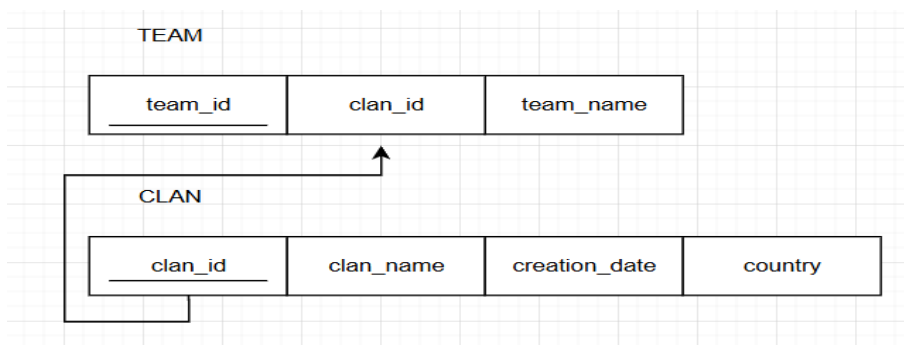 TEAM
team_id clan_id team_name
CLAN
clan_id clan_name creation_date country